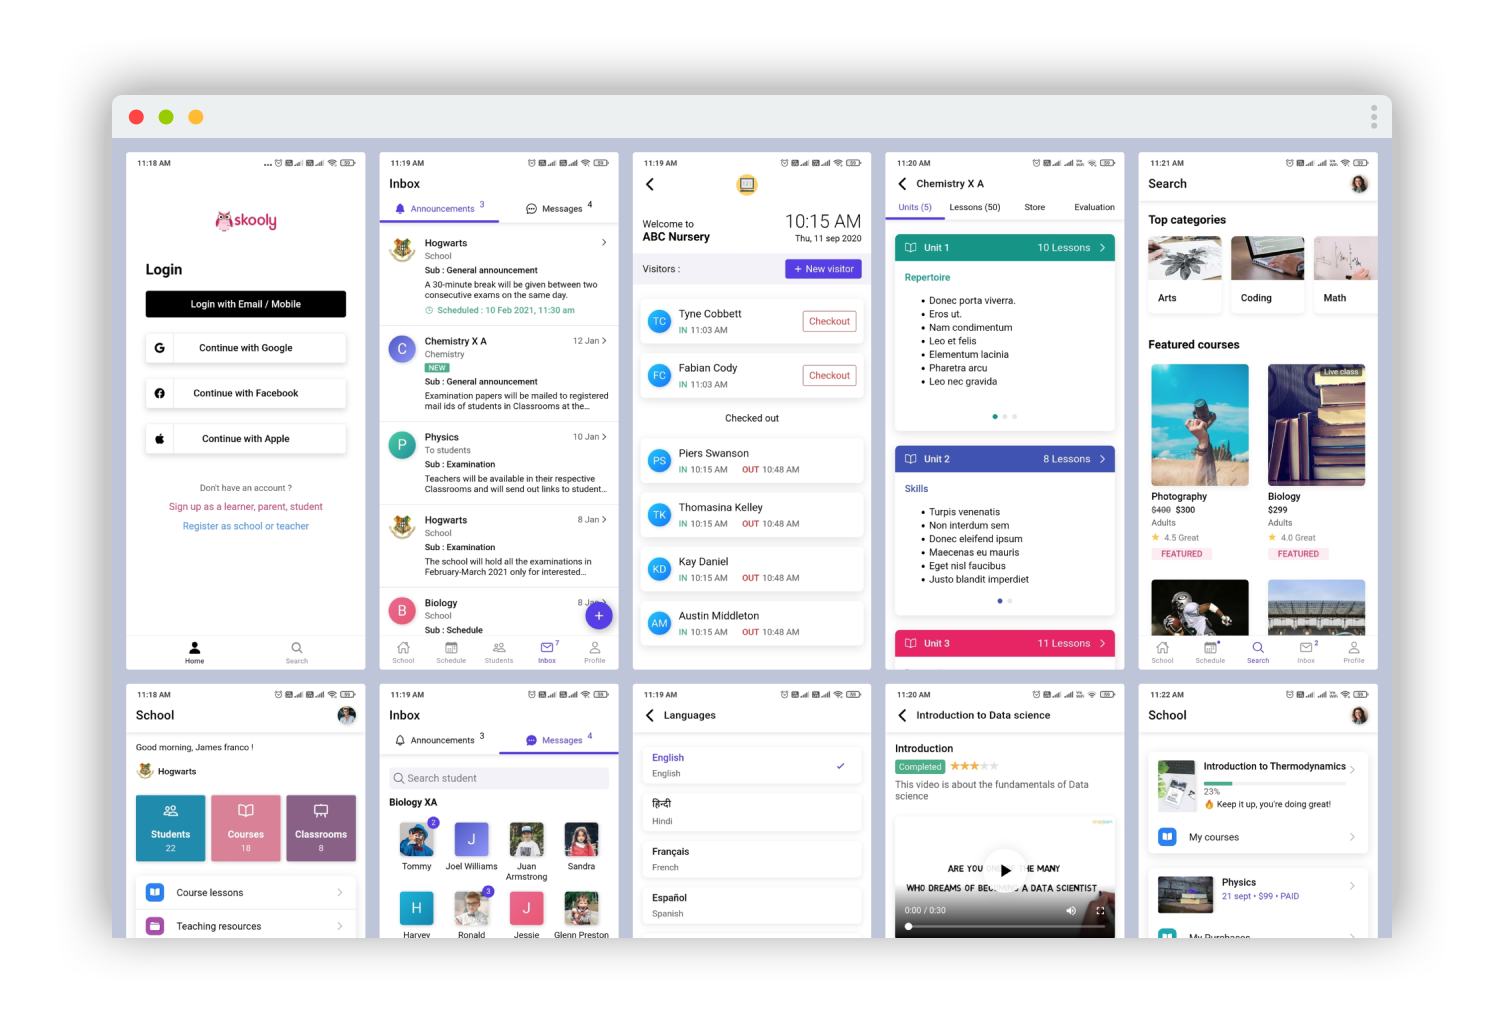 11:18 AM
skooly
Login
Login with Email / Mobile
Continue with Google
Continue with Facebook
Continue with Apple
Don't have an account ?
Sign up as a learner, parent, student
Register as school or teacher
Home
Search
11:19 AM
Inbox
Announcements 3
Messages 4
Hogwarts
School
Sub : General announcement
A 30-minute break will be given between two
consecutive exams on the same day.
Scheduled : 10 Feb 2021, 11:30 am
Chemistry X A
12 Jan
C
Chemistry
NEW
Sub : General announcement
Examination papers will be mailed to registered
mail ids of students in Classrooms at the...
Physics
10 Jan
P
To students
Sub : Examination
Teachers will be available in their respective
Classrooms and will send out links to student...
Hogwarts
8 Jan
School
Sub : Examination
The school will hold all the examinations in
February-March 2021 only for interested...
Biology
8 Jan
B
School
Sub : Schedule
+
School
Schedule
Students
Inbox 7
Profile
11:19 AM
Welcome to
ABC Nursery
10:15 AM
Thu, 11 sep 2020
Visitors :
+ New visitor
TC
Tyne Cobbett
IN 11:03 AM
Checkout
FC
Fabian Cody
IN 11:03 AM
Checkout
Checked out
PS
Piers Swanson
IN 10:15 AM OUT 10:48 AM
TK
Thomasina Kelley
IN 10:15 AM OUT 10:48 AM
KD
Kay Daniel
IN 10:15 AM OUT 10:48 AM
AM
Austin Middleton
IN 10:15 AM OUT 10:48 AM
11:20 AM
Chemistry X A
Units (5)
Lessons (50)
Store
Evaluation
Unit 1
10 Lessons
Repertoire
• Donec porta viverra.
• Eros ut.
• Nam condimentum
• Leo et felis
• Elementum lacinia
• Pharetra arcu
• Leo nec gravida
Unit 2
8 Lessons
Skills
• Turpis venenatis
• Non interdum sem
• Donec eleifend ipsum
• Maecenas eu mauris
• Eget nisl faucibus
• Justo blandit imperdiet
Unit 3
11 Lessons
11:21 AM
Search
Top categories
Arts
Coding
Math
Featured courses
Live class
Photography
$400 $300
Adults
4.5 Great
FEATURED
Biology
$299
Adults
4.0 Great
FEATURED
School
Schedule
Search
Inbox 2
Profile
11:18 AM
School
Good morning, James franco !
Hogwarts
Students
22
Courses
18
Classrooms
8
Course lessons
Teaching resources
11:19 AM
Inbox
Announcements 3
Messages 4
Search student
Biology XA
2
J
Tommy
Joel Williams
Juan
Armstrong
Sandra
H
3
J
Harvey
Ronald
Jessie
Glenn Preston
11:19 AM
Languages
English
English
हिन्दी
Hindi
Français
French
Español
Spanish
11:20 AM
Introduction to Data science
Introduction
Completed
This video is about the fundamentals of Data
science
ARE YOU ONE OF THE MANY
WHO DREAMS OF BECOMING A DATA SCIENTIST
0:00 / 0:30
11:22 AM
School
Introduction to Thermodynamics
23%
Keep it up, you're doing great!
My courses
Physics
21 sept • $99 • PAID
My Purchases